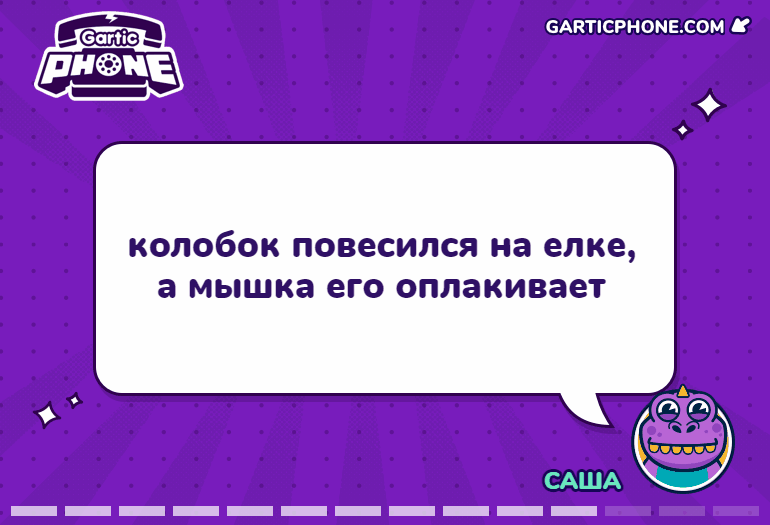 Gartic
PHONE
GARTICPHONE.COM
колобок повесился на елке,
а мышка его оплакивает
САША